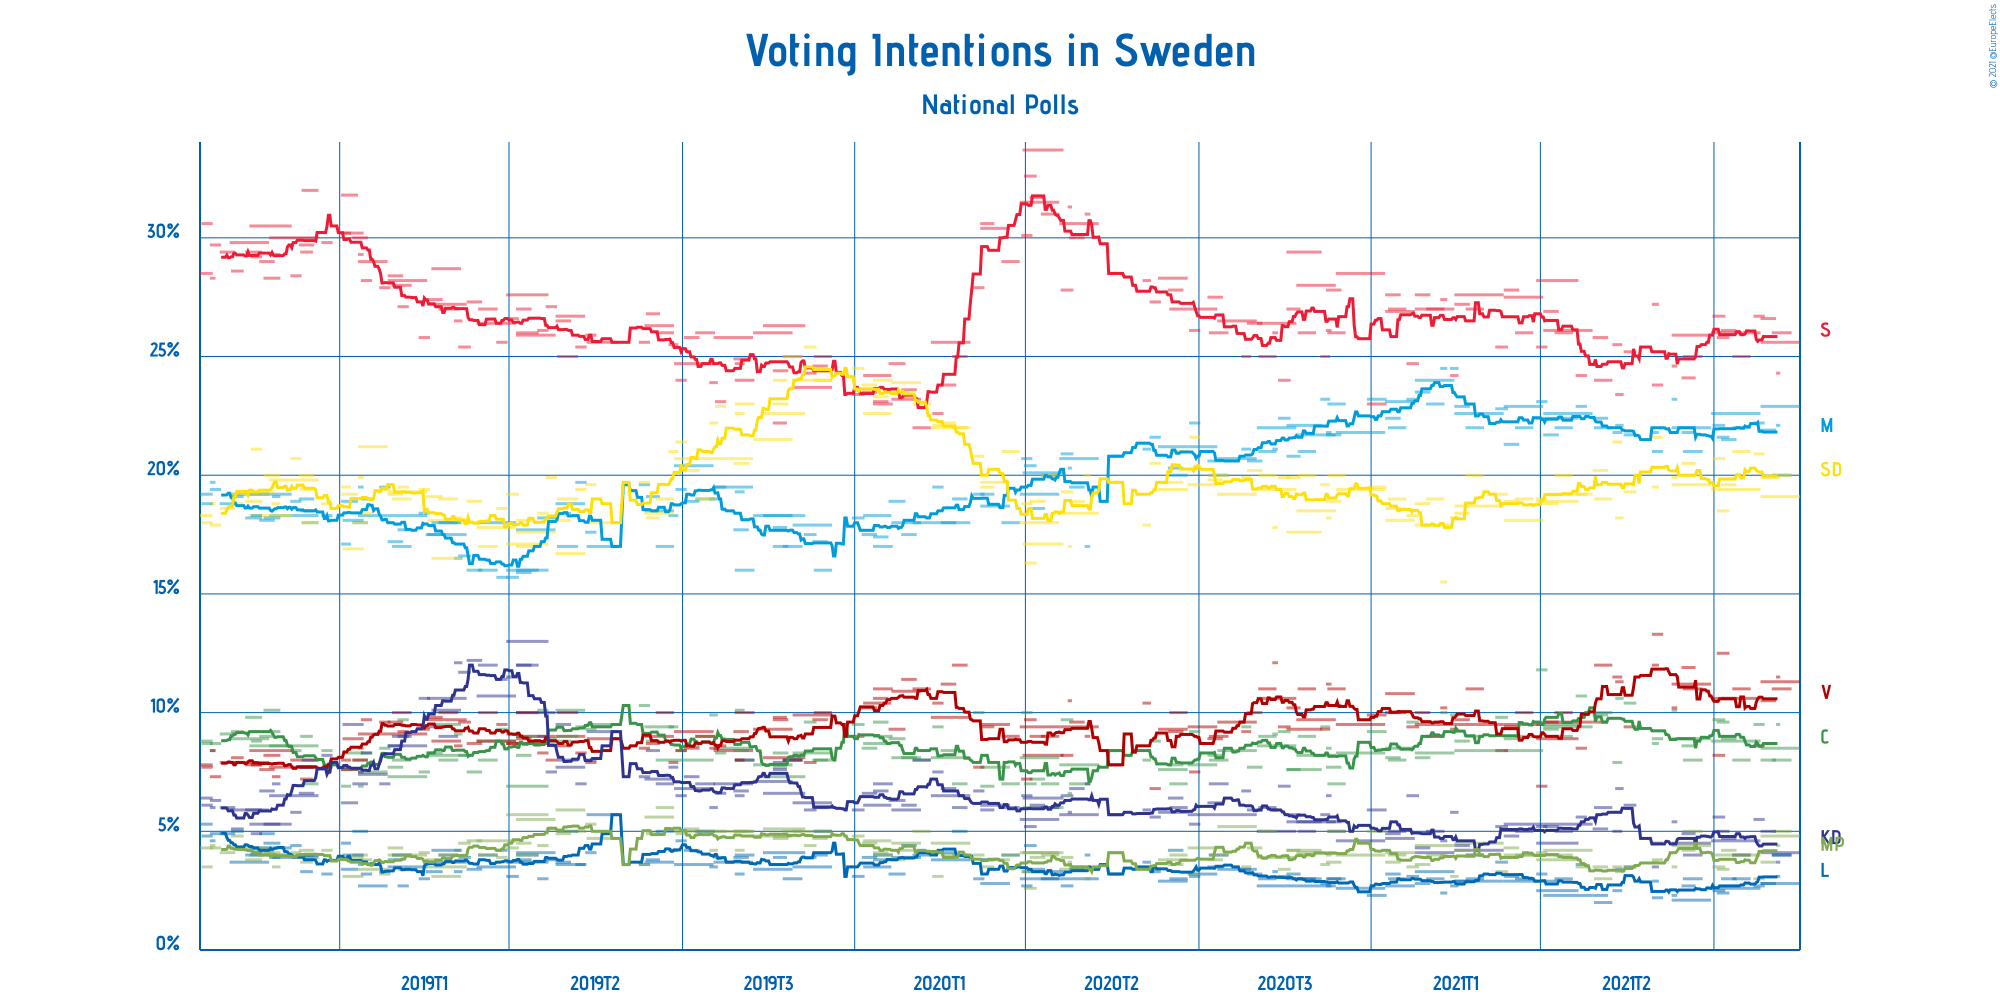 © 2021 @EuropeElects
Voting Intentions in Sweden
National Polls
30%
25%
20%
15%
10%
5%
0%
S
M
SD
V
C
KD
MP
L
2019T1
2019T2
2019T3
2020T1
2020T2
2020T3
2021T1
2021T2